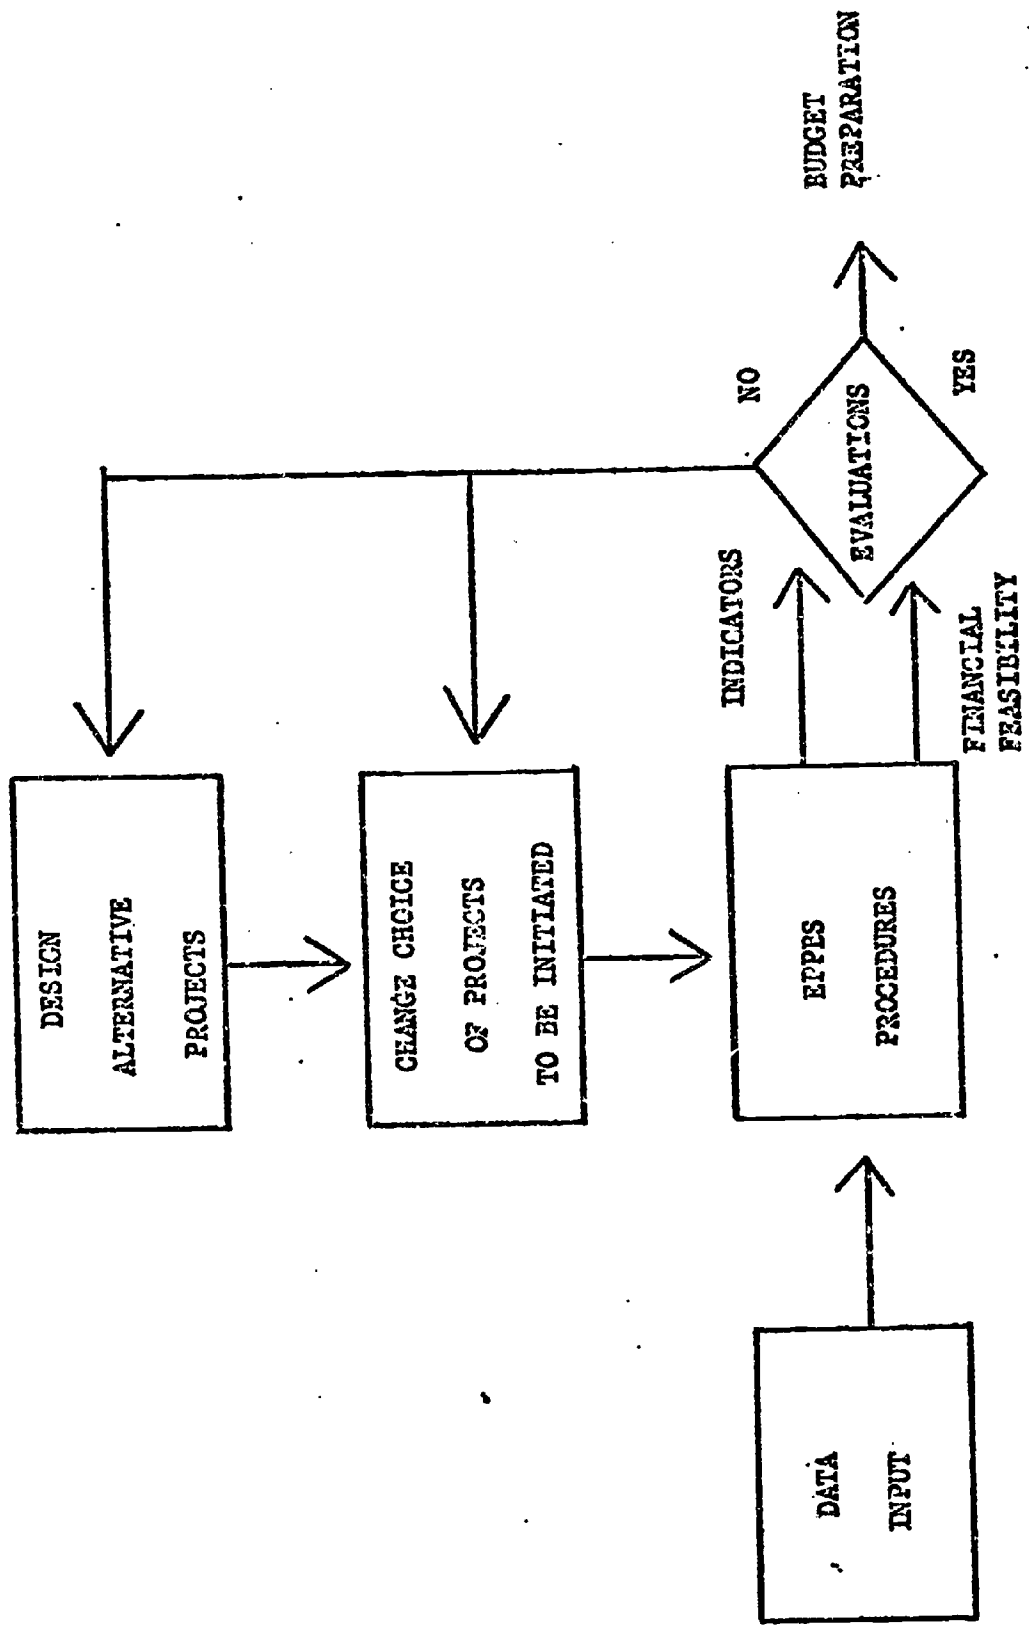 DESIGN
ALTERNATIVE
PROJECTS
CHANGE CHOICE
OF PROJECTS
TO BE INITIATED
DATA
INPUT
EPPES
PROCEDURES
INDICATORS
FINANCIAL
FEASIBILITY
EVALUATIONS
NO
YES
BUDGET
PREPARATION